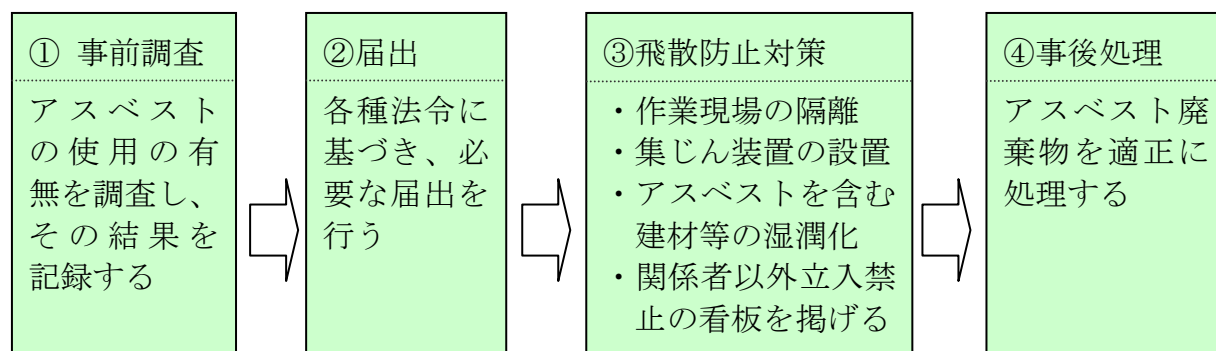 ① 事前調査
アスベスト
の使用の有
無を調査し、
その結果を
記録する
②届出
各種法令に
基づき、必
要な届出を
行う
③飛散防止対策
・作業現場の隔離
・集じん装置の設置
・アスベストを含む
建材等の湿潤化
・関係者以外立入禁
止の看板を掲げる
④事後処理
アスベスト廃
棄物を適正に
処理する